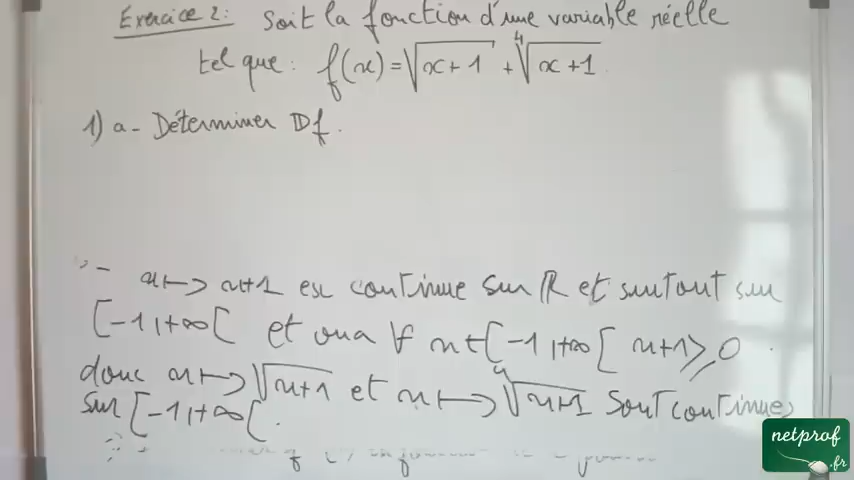 Exercice 2: Soit la fonction d'une variable réelle
tel que: f(x) = √(x+1) + ⁴√(x+1)
1) a - Déterminer Df.
- x ↦ x+1 est continue sur ℝ et surtout sur
[-1,+∞[ et on a ∀ x ∈ [-1,+∞[ x+1 ≥ 0.
donc x ↦ √(x+1) et x ↦ ⁴√(x+1) sont continues
sur [-1,+∞[.
netprof
.fr